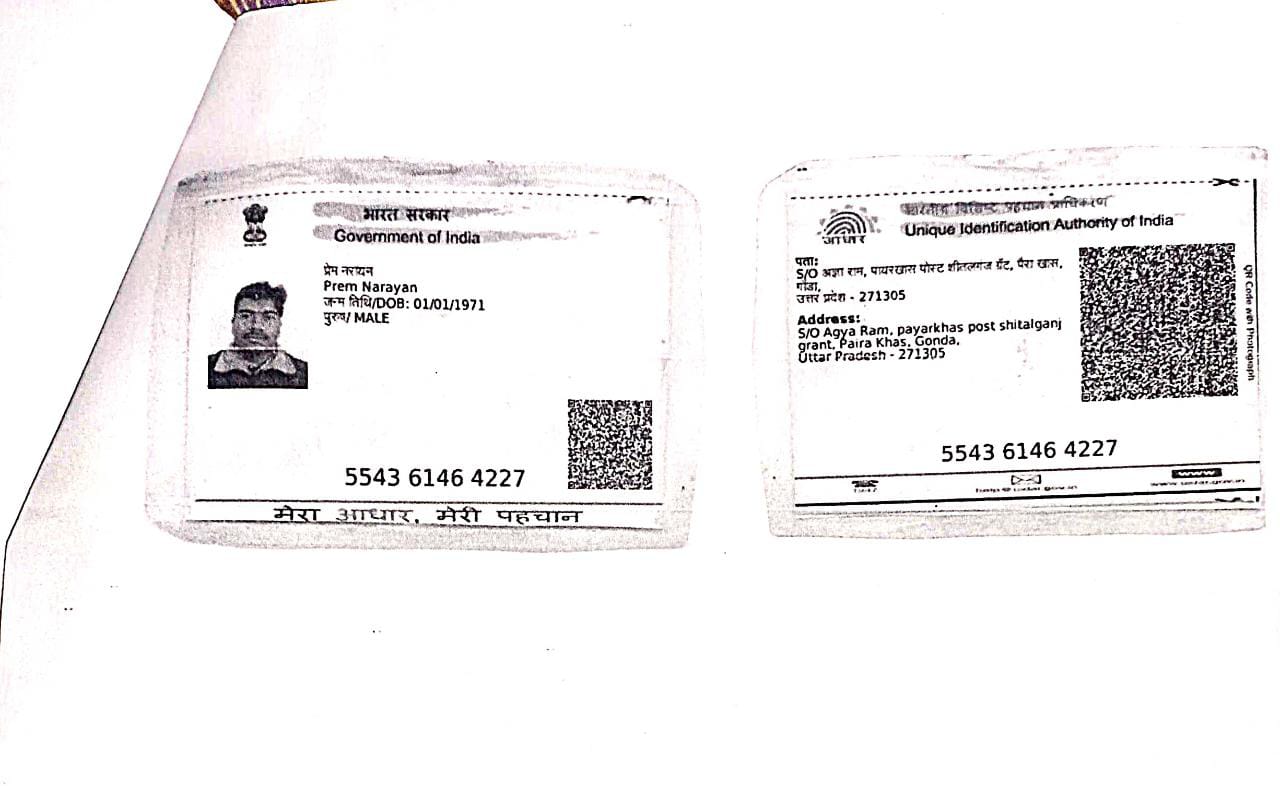 भारत सरकार
Government of India
प्रेम नरायन
Prem Narayan
जन्म तिथि/DOB: 01/01/1971
पुरुष/ MALE
5543 6146 4227
मेरा आधार, मेरी पहचान
भारतीय विशिष्ट पहचान प्राधिकरण
Unique Identification Authority of India
आधार
पता:
S/O अज्ञा राम, पायरखास पोस्ट शीतलगंज ग्रेंट, पैरा खास,
गोंडा,
उत्तर प्रदेश - 271305
Address:
S/O Agya Ram, payarkhas post shitalganj
grant, Paira Khas, Gonda,
Uttar Pradesh - 271305
QR Code with Photograph
5543 6146 4227
1947
help@uidai.gov.in
www
www.uidai.gov.in